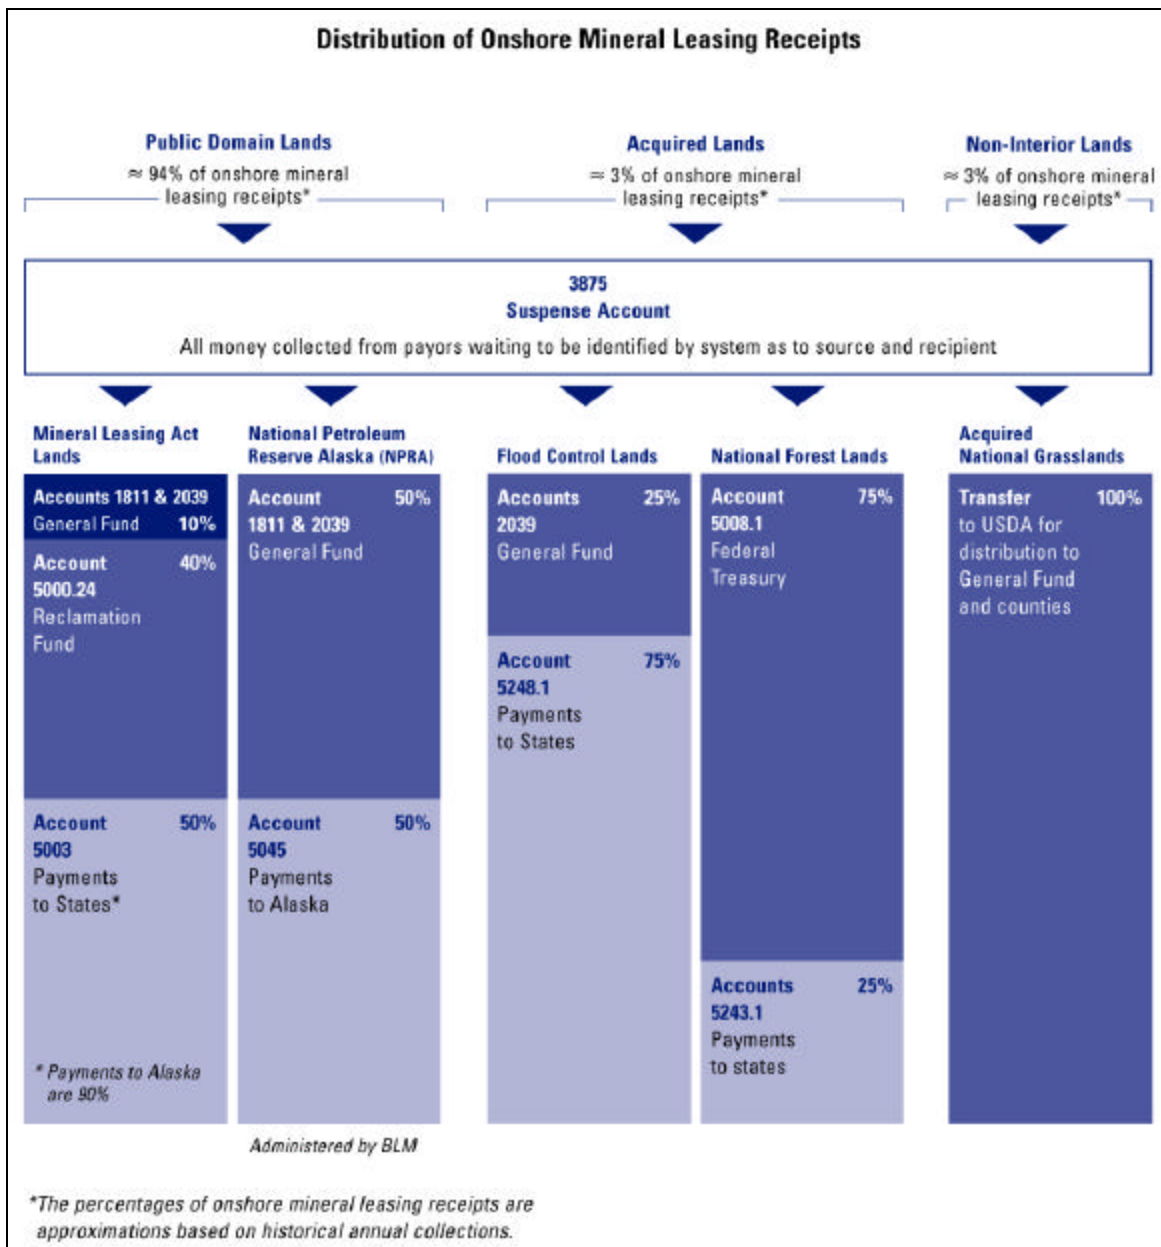 Distribution of Onshore Mineral Leasing Receipts
Public Domain Lands
≈ 94% of onshore mineral
leasing receipts*
Acquired Lands
≈ 3% of onshore mineral
leasing receipts*
Non-Interior Lands
≈ 3% of onshore mineral
leasing receipts*
3875
Suspense Account
All money collected from payors waiting to be identified by system as to source and recipient
Mineral Leasing Act
Lands
Accounts 1811 & 2039
General Fund 10%
Account 40%
5000.24
Reclamation
Fund
Account 50%
5003
Payments
to States*
* Payments to Alaska
are 90%
National Petroleum
Reserve Alaska (NPRA)
Account 50%
1811 & 2039
General Fund
Account 50%
5045
Payments
to Alaska
Administered by BLM
Flood Control Lands
Accounts 25%
2039
General Fund
Account 75%
5248.1
Payments
to States
National Forest Lands
Account 75%
5008.1
Federal
Treasury
Accounts 25%
5243.1
Payments
to states
Acquired
National Grasslands
Transfer 100%
to USDA for
distribution to
General Fund
and counties
*The percentages of onshore mineral leasing receipts are
approximations based on historical annual collections.